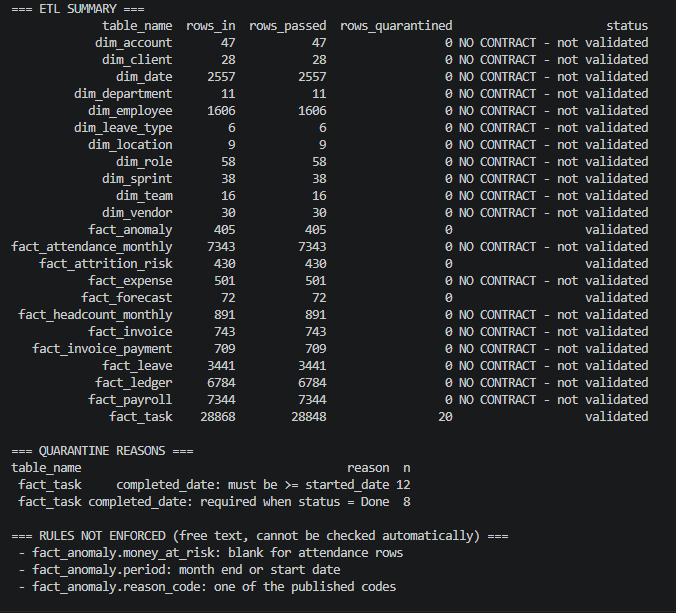 === ETL SUMMARY ===
table_name rows_in rows_passed rows_quarantined status
dim_account 47 47 0 NO CONTRACT - not validated
dim_client 28 28 0 NO CONTRACT - not validated
dim_date 2557 2557 0 NO CONTRACT - not validated
dim_department 11 11 0 NO CONTRACT - not validated
dim_employee 1606 1606 0 NO CONTRACT - not validated
dim_leave_type 6 6 0 NO CONTRACT - not validated
dim_location 9 9 0 NO CONTRACT - not validated
dim_role 58 58 0 NO CONTRACT - not validated
dim_sprint 38 38 0 NO CONTRACT - not validated
dim_team 16 16 0 NO CONTRACT - not validated
dim_vendor 30 30 0 NO CONTRACT - not validated
fact_anomaly 405 405 0 validated
fact_attendance_monthly 7343 7343 0 NO CONTRACT - not validated
fact_attrition_risk 430 430 0 validated
fact_expense 501 501 0 NO CONTRACT - not validated
fact_forecast 72 72 0 validated
fact_headcount_monthly 891 891 0 NO CONTRACT - not validated
fact_invoice 743 743 0 NO CONTRACT - not validated
fact_invoice_payment 709 709 0 NO CONTRACT - not validated
fact_leave 3441 3441 0 NO CONTRACT - not validated
fact_ledger 6784 6784 0 NO CONTRACT - not validated
fact_payroll 7344 7344 0 NO CONTRACT - not validated
fact_task 28868 28848 20 validated
=== QUARANTINE REASONS ===
table_name reason n
fact_task completed_date: must be >= started_date 12
fact_task completed_date: required when status = Done 8
=== RULES NOT ENFORCED (free text, cannot be checked automatically) ===
- fact_anomaly.money_at_risk: blank for attendance rows
- fact_anomaly.period: month end or start date
- fact_anomaly.reason_code: one of the published codes